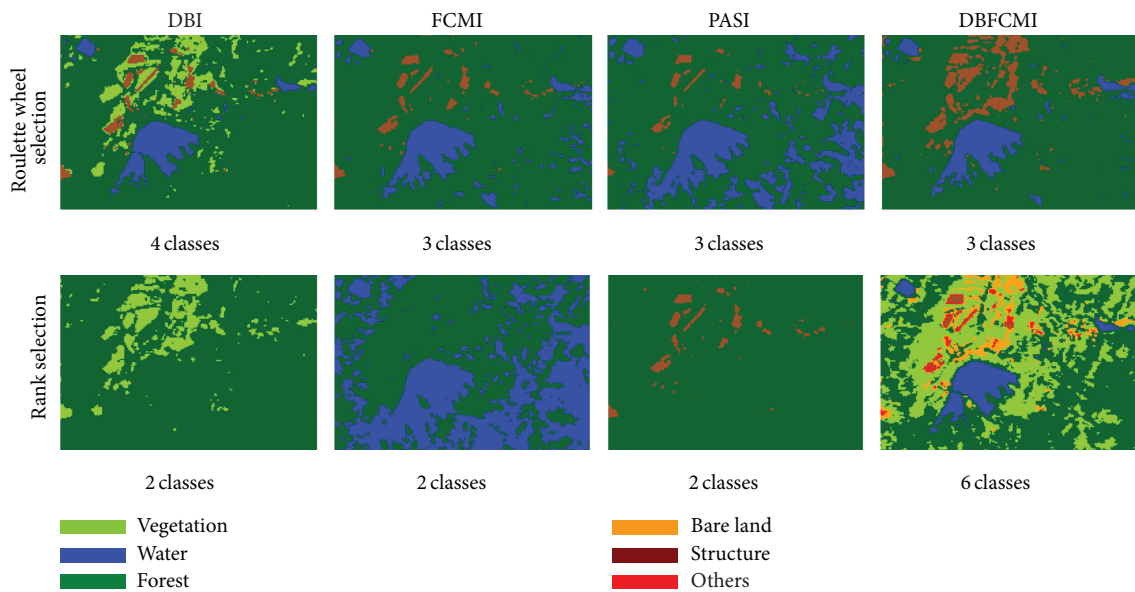 DBI FCMI PASI DBFCMI
Roulette wheel
selection
4 classes 3 classes 3 classes 3 classes
Rank selection
2 classes 2 classes 2 classes 6 classes
Vegetation Bare land
Water Structure
Forest Others